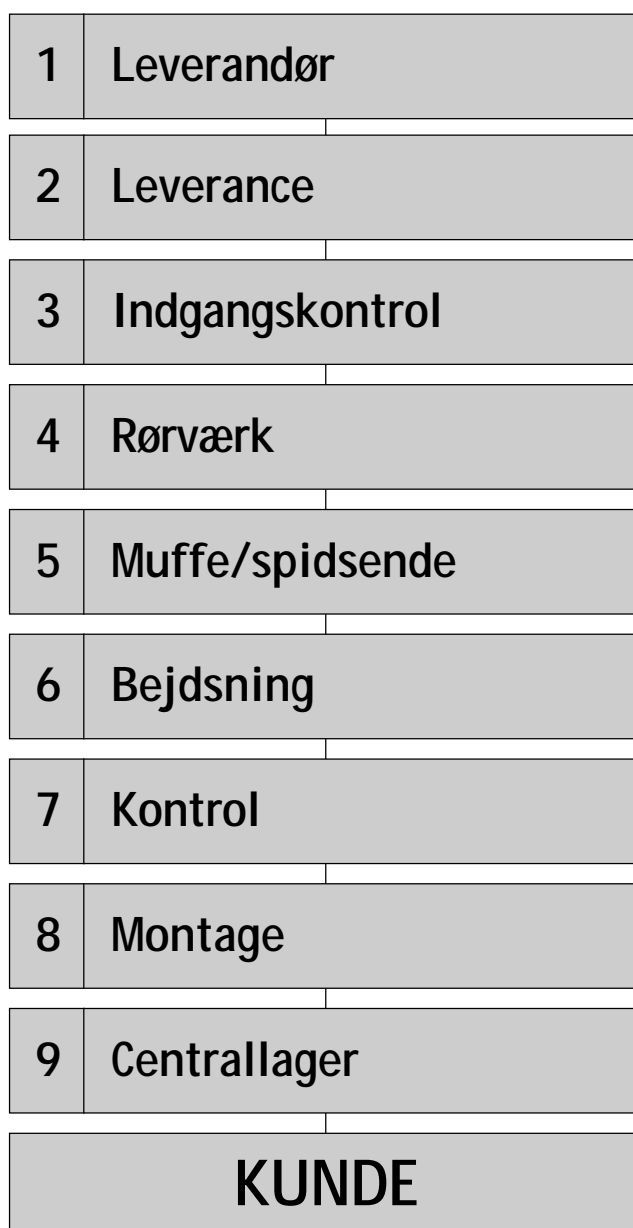 1 Leverandør
2 Leverance
3 Indgangskontrol
4 Rørværk
5 Muffe/spidsende
6 Bejdsning
7 Kontrol
8 Montage
9 Centrallager
KUNDE